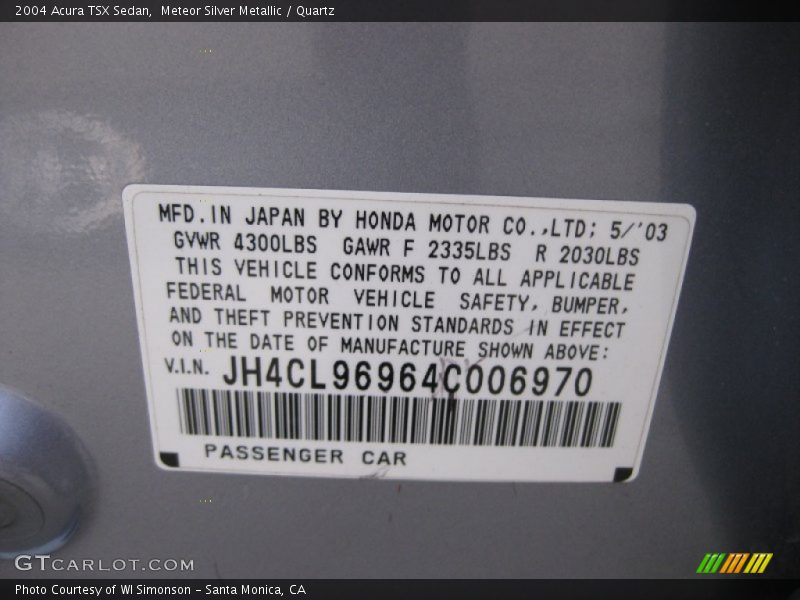 2004 Acura TSX Sedan,  Meteor Silver Metallic / Quartz
MFD.IN JAPAN BY HONDA MOTOR CO.,LTD; 5/'03
GVWR 4300LBS GAWR F 2335LBS R 2030LBS
THIS VEHICLE CONFORMS TO ALL APPLICABLE
FEDERAL MOTOR VEHICLE SAFETY, BUMPER,
AND THEFT PREVENTION STANDARDS IN EFFECT
ON THE DATE OF MANUFACTURE SHOWN ABOVE:
V.I.N. JH4CL96964C006970
PASSENGER CAR
GTCARLOT.COM
Photo Courtesy of WI Simonson – Santa Monica, CA